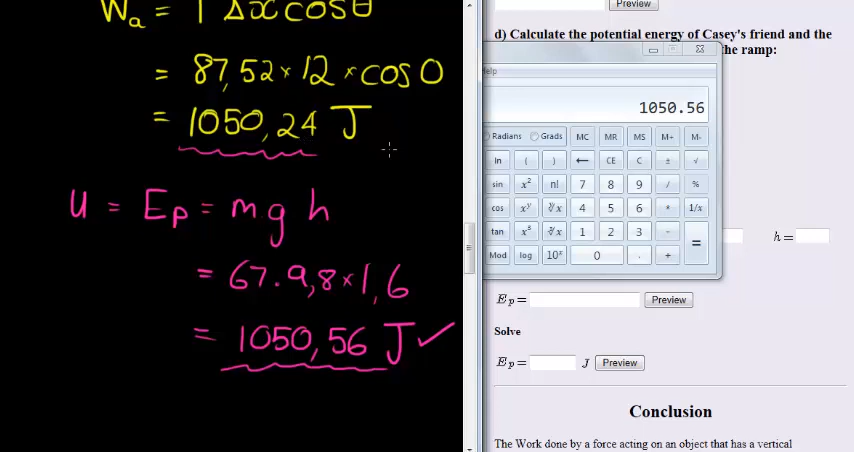 Wa = F Δx cosθ
= 87,52 × 12 × cos 0
= 1050,24 J
U = Ep = m g h
= 67 . 9,8 × 1,6
= 1050,56 J ✓
Preview
d) Calculate the potential energy of Casey's friend and the
the ramp:
Help
1050.56
Radians Grads MC MR MS M+ M-
ln ( ) ← CE C ± √
sin x² n! 7 8 9 / %
cos xʸ ʸ√x 4 5 6 * 1/x
tan x³ ³√x 1 2 3 - =
Mod log 10ˣ 0 . +
h =
Ep = Preview
Solve
Ep = J Preview
Conclusion
The Work done by a force acting on an object that has a vertical